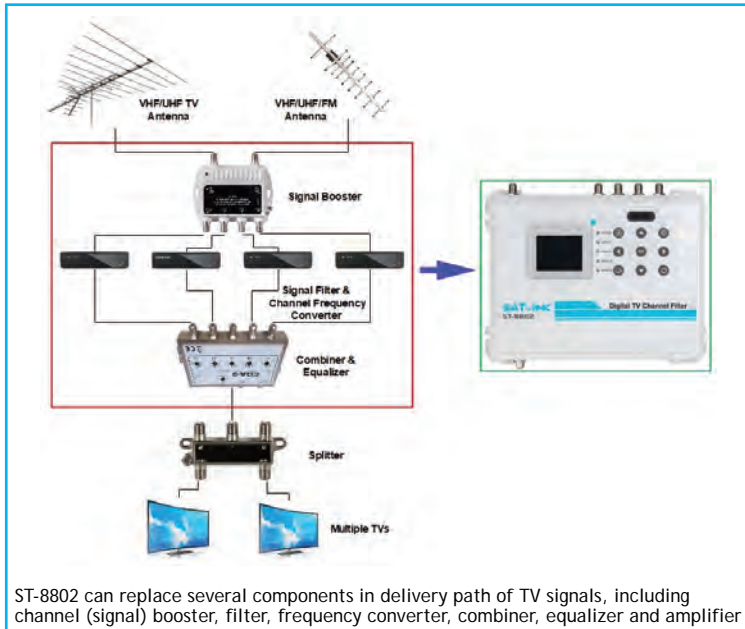 VHF/UHF TV
Antenna
VHF/UHF/FM
Antenna
Signal Booster
Signal Filter &
Channel Frequency
Converter
Combiner &
Equalizer
Splitter
Multiple TVs
SATLINK
ST-8802
Digital TV Channel Filter
ST-8802 can replace several components in delivery path of TV signals, including
channel (signal) booster, filter, frequency converter, combiner, equalizer and amplifier